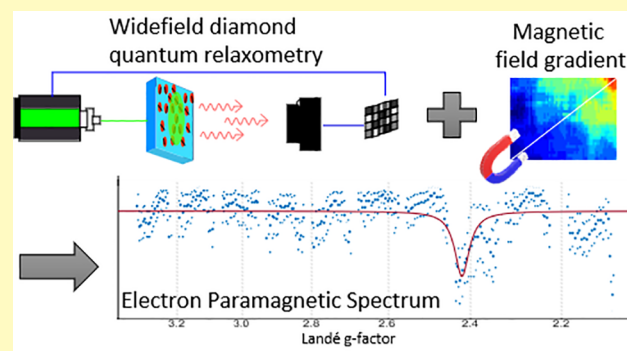 Widefield diamond
quantum relaxometry
Magnetic
field gradient
Electron Paramagnetic Spectrum
3.2 3.0 2.8 2.6 2.4 2.2
Landé g-factor